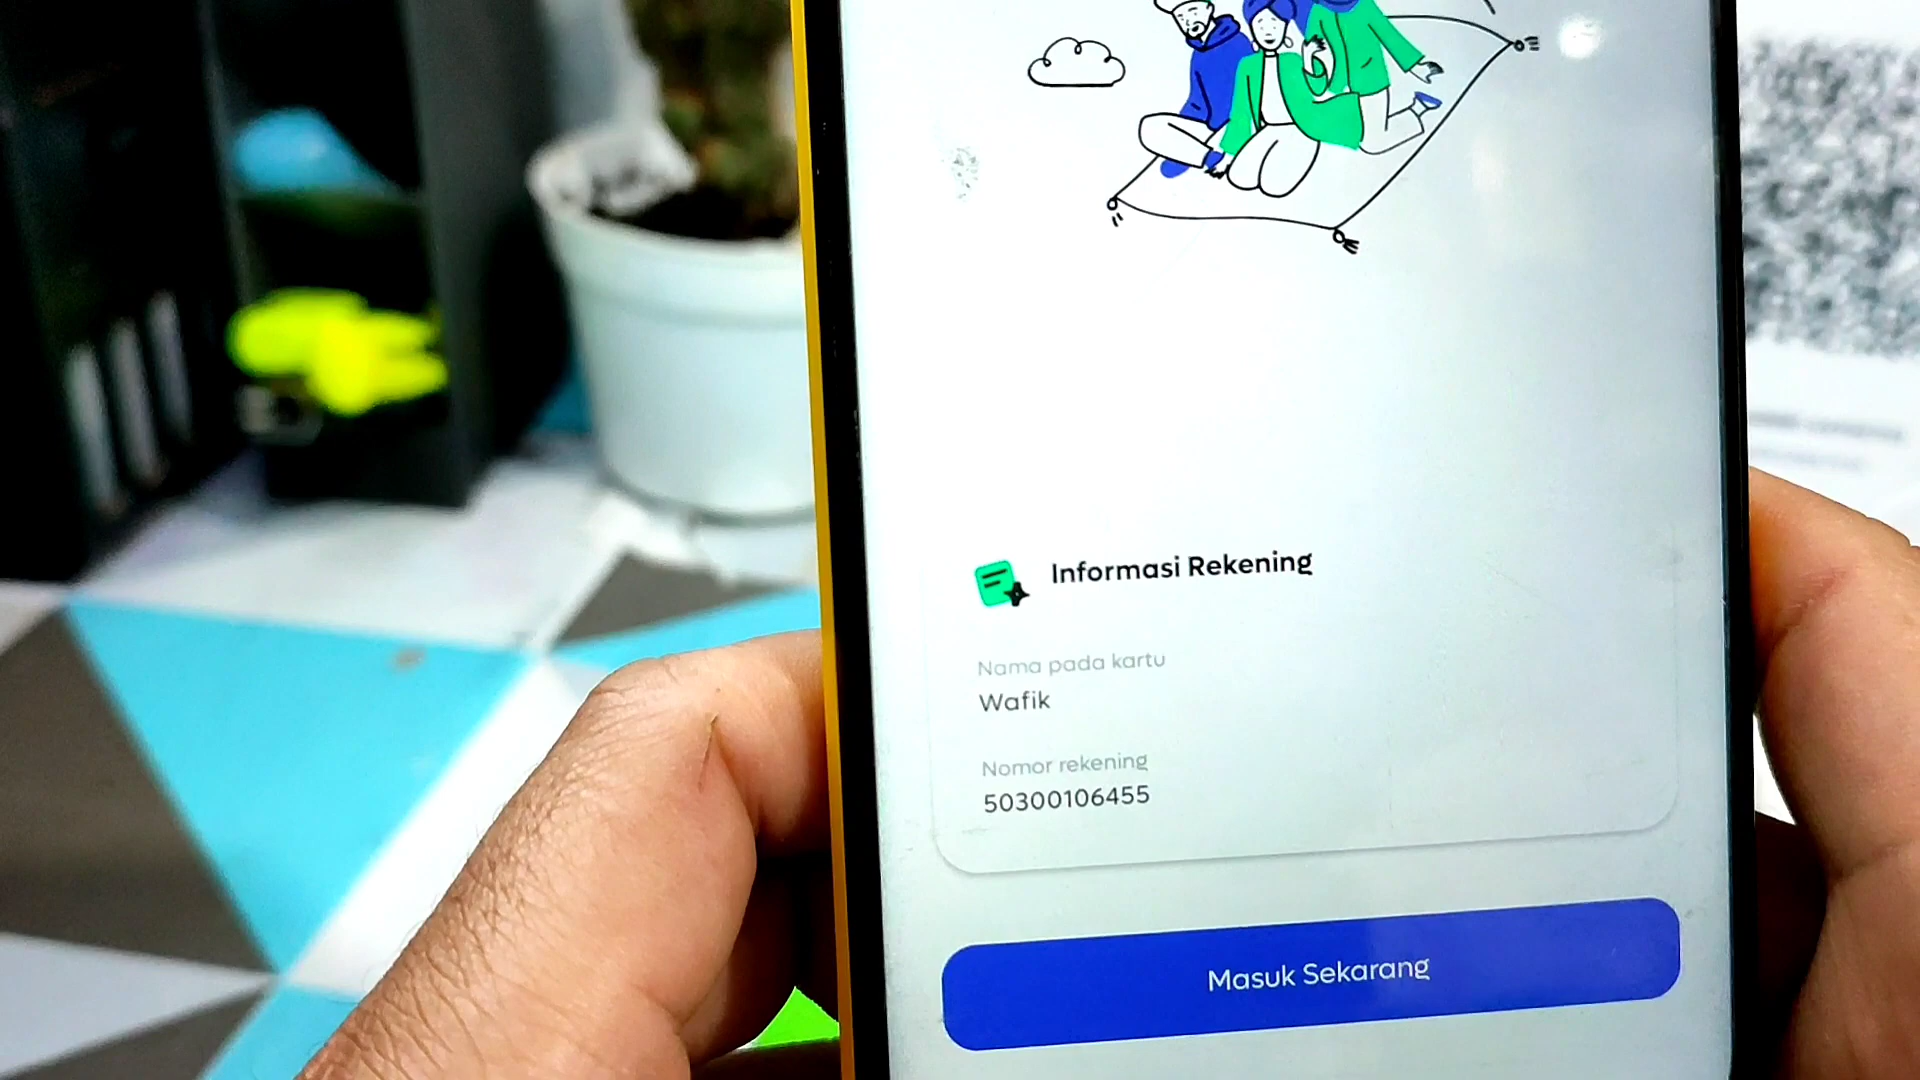 Informasi Rekening
Nama pada kartu
Wafik
Nomor rekening
50300106455
Masuk Sekarang